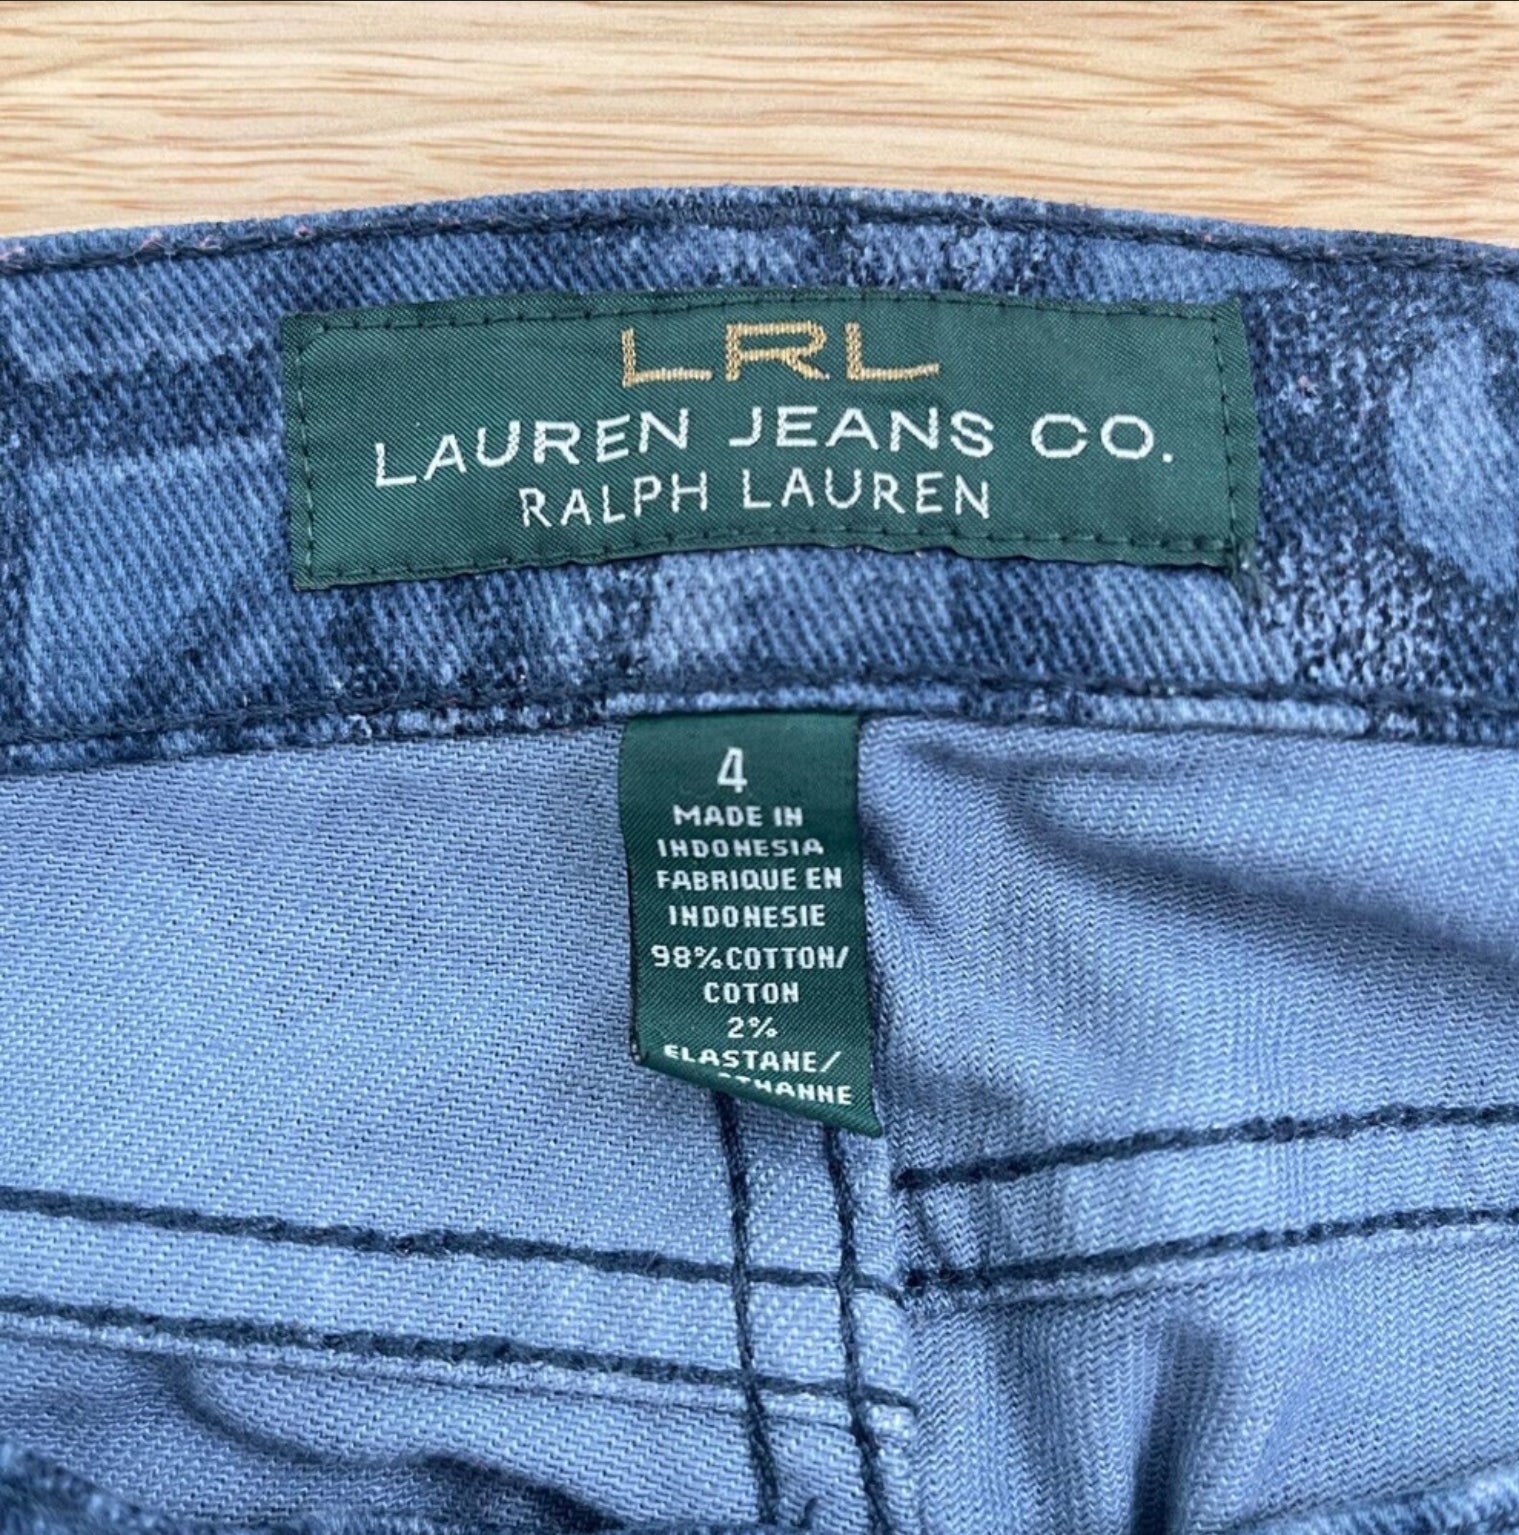 LRL
LAUREN JEANS CO.
RALPH LAUREN
4
MADE IN
INDONESIA
FABRIQUE EN
INDONESIE
98% COTTON/
COTON
2%
ELASTANE/